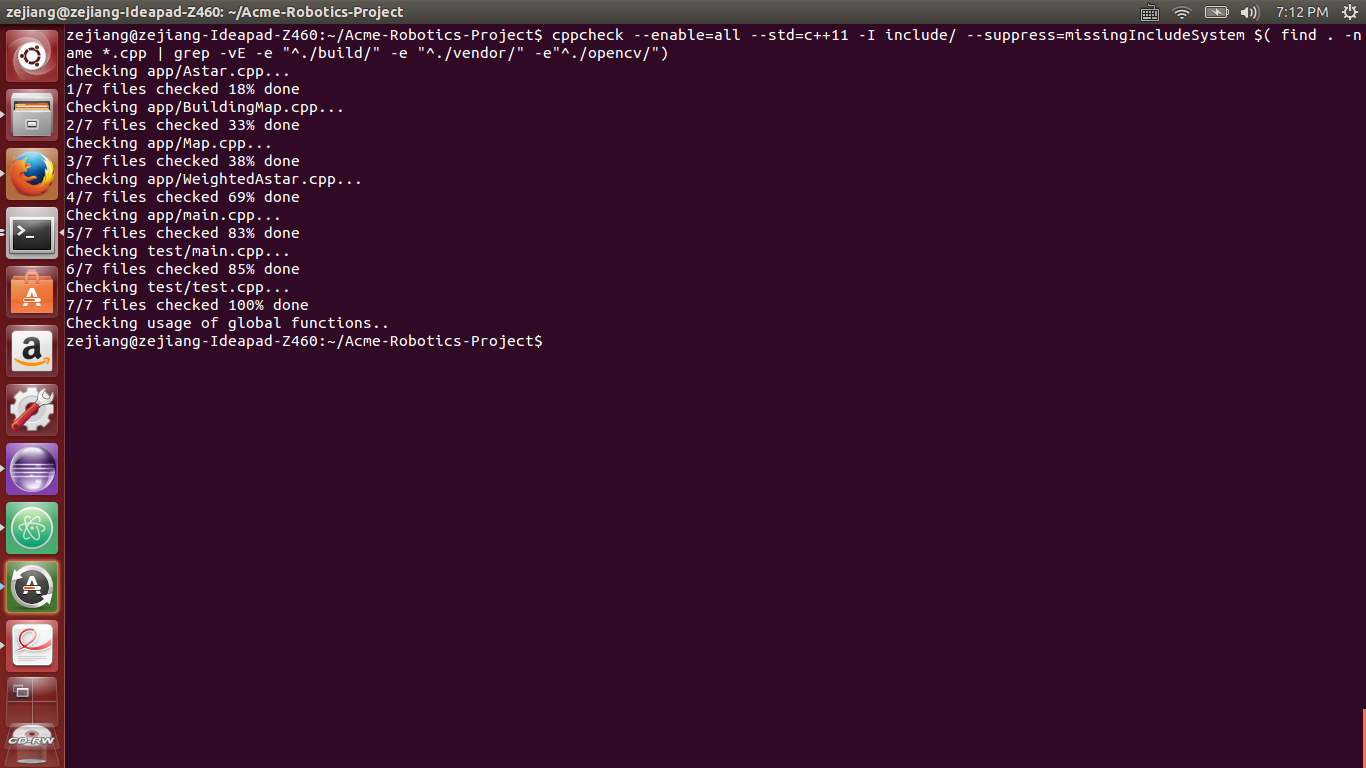 zejiang@zejiang-Ideapad-Z460: ~/Acme-Robotics-Project
7:12 PM
zejiang@zejiang-Ideapad-Z460:~/Acme-Robotics-Project$ cppcheck --enable=all --std=c++11 -I include/ --suppress=missingIncludeSystem $( find . -n
ame *.cpp | grep -vE -e "^./build/" -e "^./vendor/" -e"^./opencv/")
Checking app/Astar.cpp...
1/7 files checked 18% done
Checking app/BuildingMap.cpp...
2/7 files checked 33% done
Checking app/Map.cpp...
3/7 files checked 38% done
Checking app/WeightedAstar.cpp...
4/7 files checked 69% done
Checking app/main.cpp...
5/7 files checked 83% done
Checking test/main.cpp...
6/7 files checked 85% done
Checking test/test.cpp...
7/7 files checked 100% done
Checking usage of global functions..
zejiang@zejiang-Ideapad-Z460:~/Acme-Robotics-Project$
>_
a
CD-RW